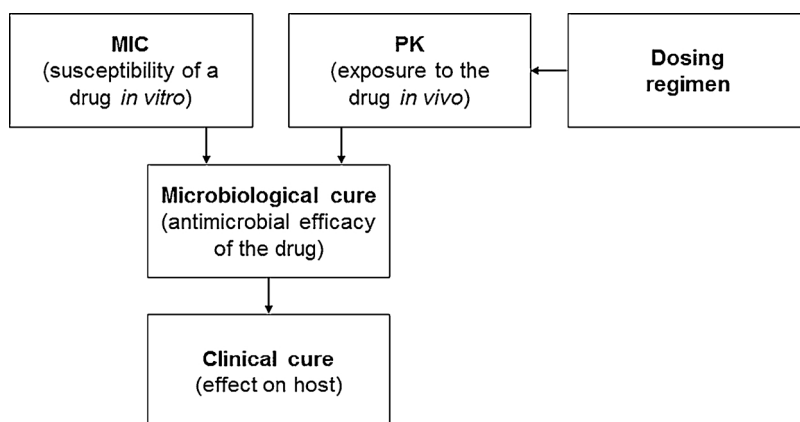 MIC
(susceptibility of a
drug in vitro)
PK
(exposure to the
drug in vivo)
Dosing
regimen
Microbiological cure
(antimicrobial efficacy
of the drug)
Clinical cure
(effect on host)